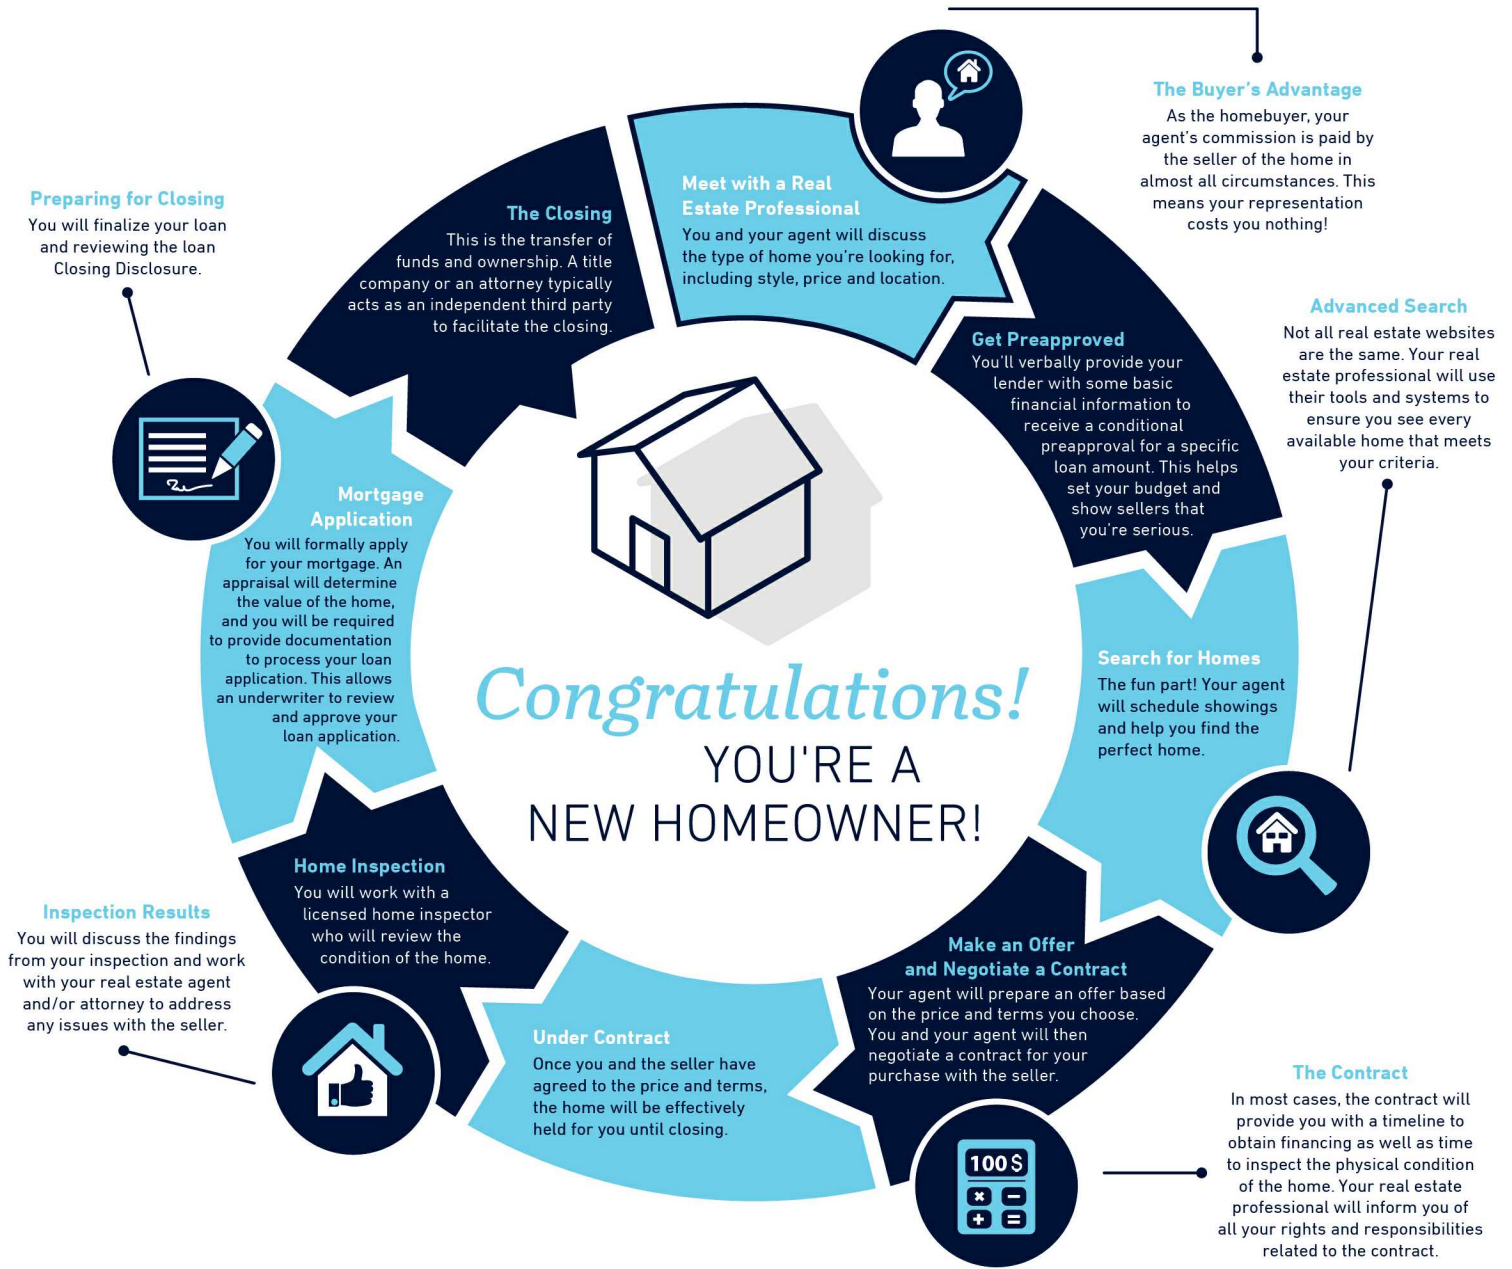 The Buyer's Advantage
As the homebuyer, your
agent's commission is paid by
the seller of the home in
almost all circumstances. This
means your representation
costs you nothing!
Meet with a Real
Estate Professional
You and your agent will discuss
the type of home you're looking for,
including style, price and location.
Get Preapproved
You'll verbally provide your
lender with some basic
financial information to
receive a conditional
preapproval for a specific
loan amount. This helps
set your budget and
show sellers that
you're serious.
Advanced Search
Not all real estate websites
are the same. Your real
estate professional will use
their tools and systems to
ensure you see every
available home that meets
your criteria.
Search for Homes
The fun part! Your agent
will schedule showings
and help you find the
perfect home.
Make an Offer
and Negotiate a Contract
Your agent will prepare an offer based
on the price and terms you choose.
You and your agent will then
negotiate a contract for your
purchase with the seller.
100$
The Contract
In most cases, the contract will
provide you with a timeline to
obtain financing as well as time
to inspect the physical condition
of the home. Your real estate
professional will inform you of
all your rights and responsibilities
related to the contract.
Under Contract
Once you and the seller have
agreed to the price and terms,
the home will be effectively
held for you until closing.
Home Inspection
You will work with a
licensed home inspector
who will review the
condition of the home.
Inspection Results
You will discuss the findings
from your inspection and work
with your real estate agent
and/or attorney to address
any issues with the seller.
Mortgage
Application
You will formally apply
for your mortgage. An
appraisal will determine
the value of the home,
and you will be required
to provide documentation
to process your loan
application. This allows
an underwriter to review
and approve your
loan application.
Preparing for Closing
You will finalize your loan
and reviewing the loan
Closing Disclosure.
The Closing
This is the transfer of
funds and ownership. A title
company or an attorney typically
acts as an independent third party
to facilitate the closing.
Congratulations!
YOU'RE A
NEW HOMEOWNER!